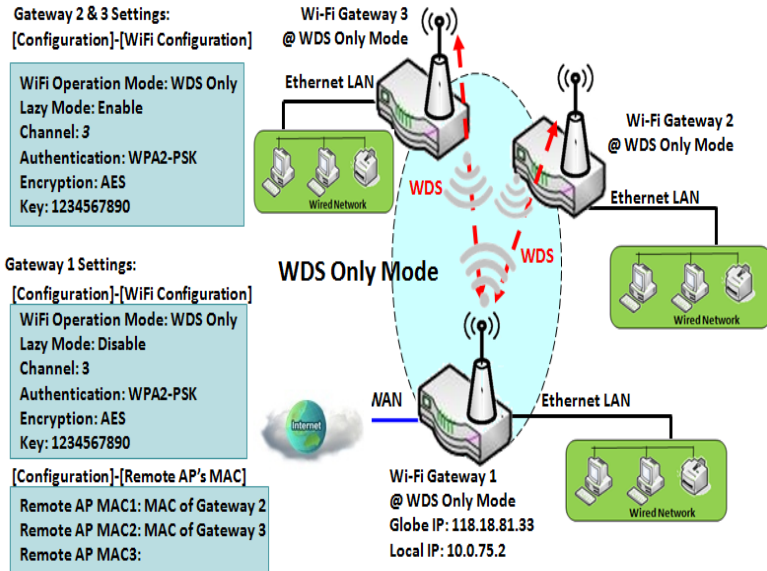 Gateway 2 & 3 Settings:
[Configuration]-[WiFi Configuration]
WiFi Operation Mode: WDS Only
Lazy Mode: Enable
Channel: 3
Authentication: WPA2-PSK
Encryption: AES
Key: 1234567890
Gateway 1 Settings:
[Configuration]-[WiFi Configuration]
WiFi Operation Mode: WDS Only
Lazy Mode: Disable
Channel: 3
Authentication: WPA2-PSK
Encryption: AES
Key: 1234567890
[Configuration]-[Remote AP's MAC]
Remote AP MAC1: MAC of Gateway 2
Remote AP MAC2: MAC of Gateway 3
Remote AP MAC3:
Wi-Fi Gateway 3
@ WDS Only Mode
Ethernet LAN
Wired Network
Wi-Fi Gateway 2
@ WDS Only Mode
Ethernet LAN
Wired Network
WDS
WDS
WDS Only Mode
Internet
WAN
Ethernet LAN
Wired Network
Wi-Fi Gateway 1
@ WDS Only Mode
Globe IP: 118.18.81.33
Local IP: 10.0.75.2